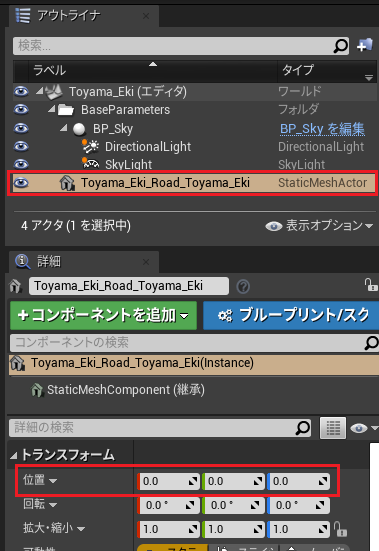 アウトライナ
検索...
ラベル タイプ
Toyama_Eki (エディタ) ワールド
BaseParameters フォルダ
BP_Sky BP_Sky を編集
DirectionalLight DirectionalLight
SkyLight SkyLight
Toyama_Eki_Road_Toyama_Eki StaticMeshActor
4 アクタ (1 を選択中) 表示オプション
詳細
Toyama_Eki_Road_Toyama_Eki
+コンポーネントを追加 ブループリント/スク
コンポーネントの検索
Toyama_Eki_Road_Toyama_Eki(Instance)
StaticMeshComponent (継承)
詳細の検索
トランスフォーム
位置 0.0 0.0 0.0
回転 0.0 ° 0.0 ° 0.0 °
拡大・縮小 1.0 1.0 1.0